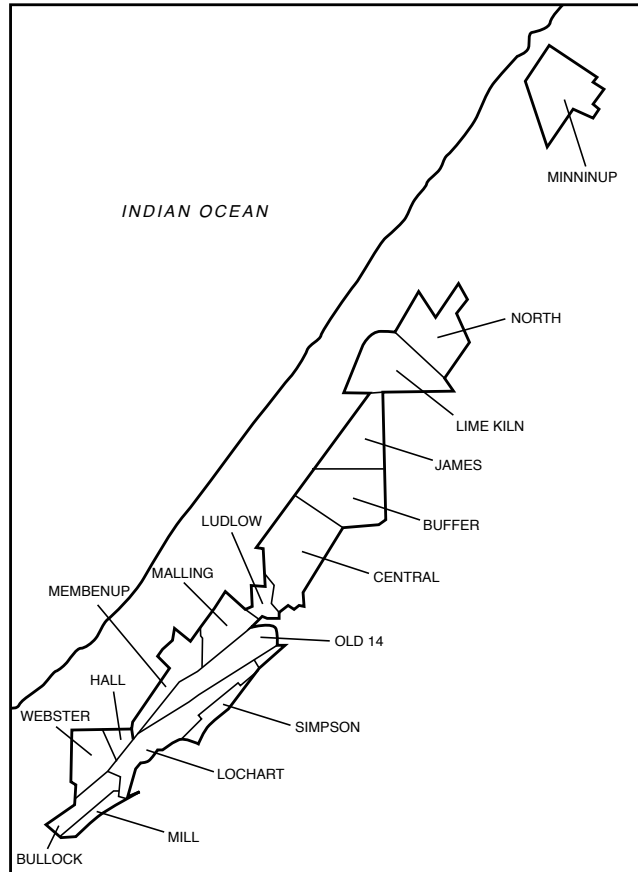 MINNINUP
INDIAN OCEAN
NORTH
LIME KILN
JAMES
LUDLOW
BUFFER
MALLING
CENTRAL
MEMBENUP
OLD 14
HALL
WEBSTER
SIMPSON
LOCHART
MILL
BULLOCK